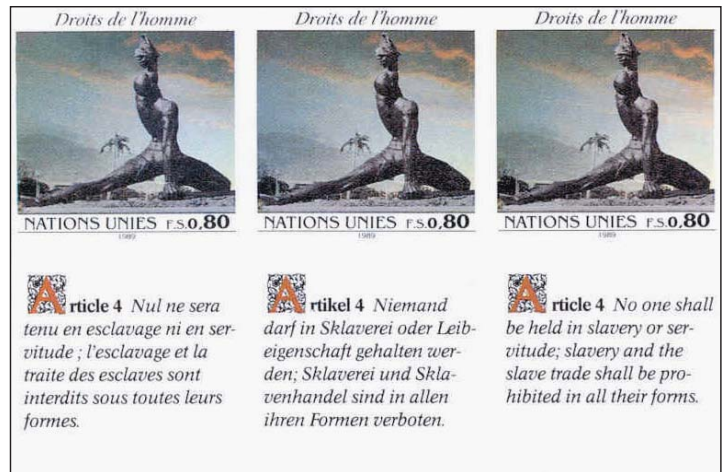 Droits de l'homme
Droits de l'homme
Droits de l'homme
NATIONS UNIES F.S.0,80
1989
NATIONS UNIES F.S.0,80
1989
NATIONS UNIES F.S.0,80
1989
Article 4 Nul ne sera
tenu en esclavage ni en ser-
vitude ; l'esclavage et la
traite des esclaves sont
interdits sous toutes leurs
formes.
Artikel 4 Niemand
darf in Sklaverei oder Leib-
eigenschaft gehalten wer-
den; Sklaverei und Skla-
venhandel sind in allen
ihren Formen verboten.
Article 4 No one shall
be held in slavery or ser-
vitude; slavery and the
slave trade shall be pro-
hibited in all their forms.